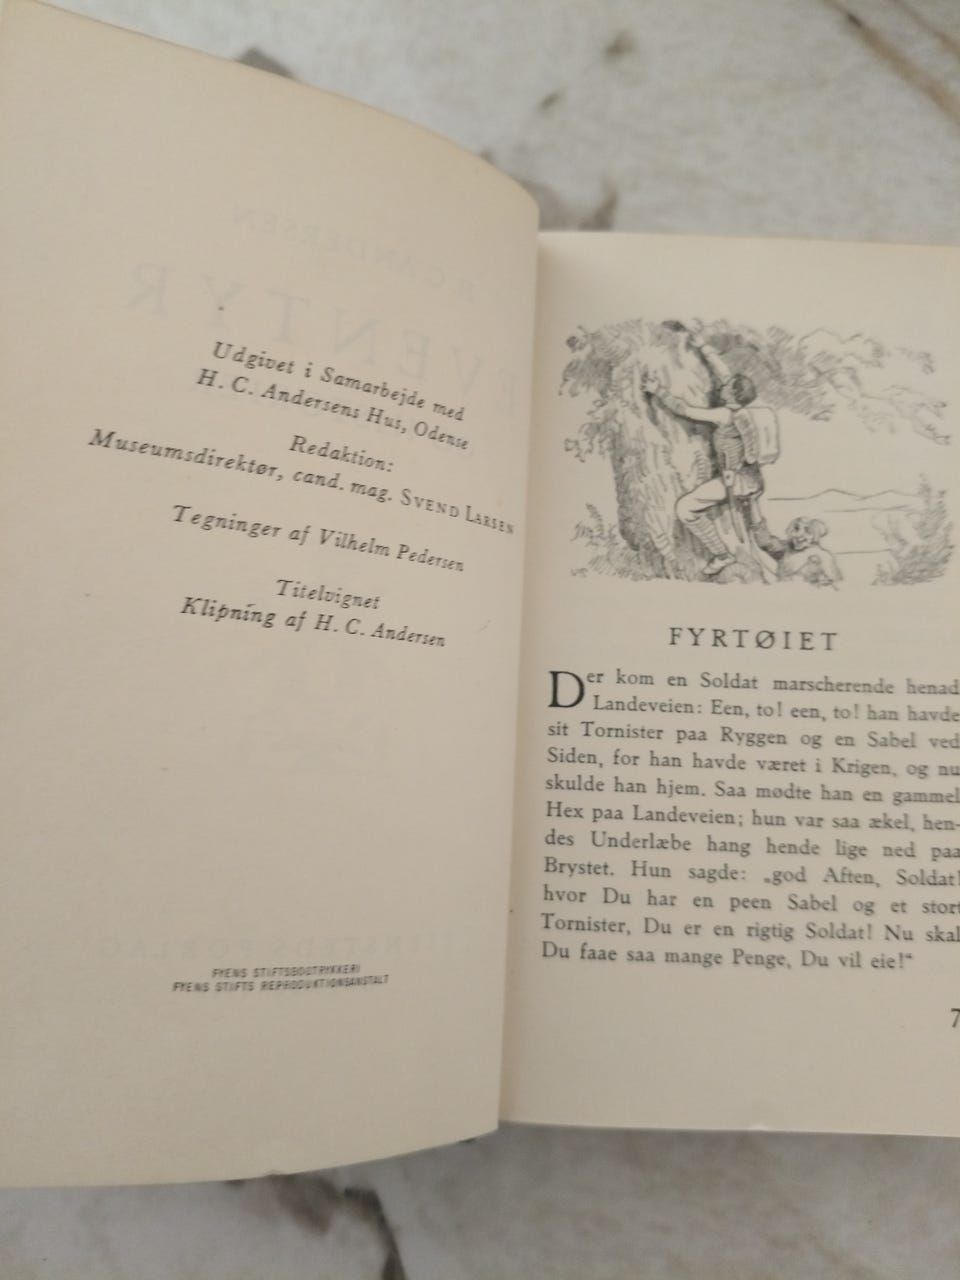 Udgivet i Samarbejde med
H. C. Andersens Hus, Odense
Redaktion:
Museumsdirektør, cand. mag. SVEND LARSEN
Tegninger af Vilhelm Pedersen
Titelvignet
Klipning af H. C. Andersen
FYENS STIFTSBOGTRYKKERI
FYENS STIFTS REPRODUKTIONSANSTALT
FYRTØIET
Der kom en Soldat marscherende henad
Landeveien: Een, to! een, to! han havde
sit Tornister paa Ryggen og en Sabel ved
Siden, for han havde været i Krigen, og nu
skulde han hjem. Saa mødte han en gammel
Hex paa Landeveien; hun var saa ækel, hen-
des Underlæbe hang hende lige ned paa
Brystet. Hun sagde: „god Aften, Soldat!
hvor Du har en peen Sabel og et stort
Tornister, Du er en rigtig Soldat! Nu skal
Du faae saa mange Penge, Du vil eie!“
7